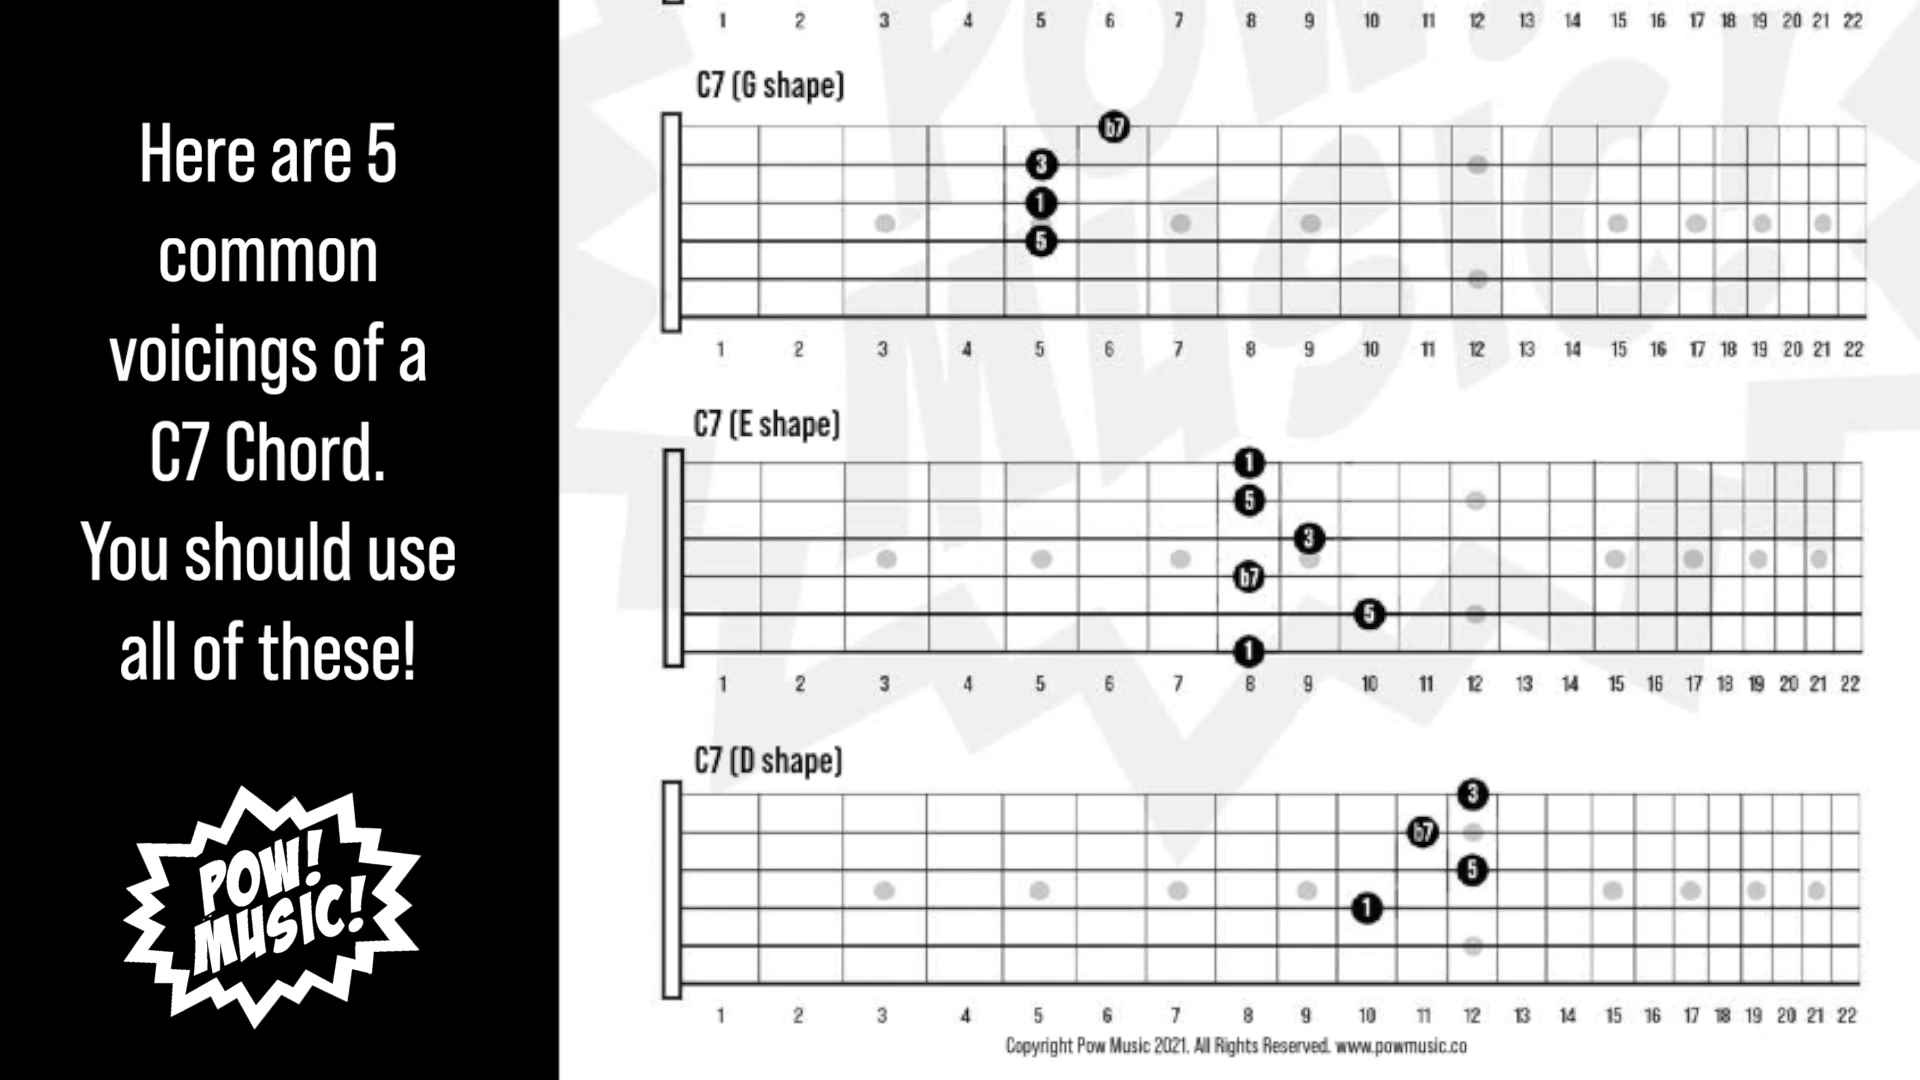 Here are 5
common
voicings of a
C7 Chord.
You should use
all of these!
POW!
MUSIC!
1 2 3 4 5 6 7 8 9 10 11 12 13 14 15 16 17 18 19 20 21 22
C7 (G shape)
b7
3
1
5
1 2 3 4 5 6 7 8 9 10 11 12 13 14 15 16 17 18 19 20 21 22
C7 (E shape)
1
5
3
b7
5
1
1 2 3 4 5 6 7 8 9 10 11 12 13 14 15 16 17 18 19 20 21 22
C7 (D shape)
3
b7
5
1
1 2 3 4 5 6 7 8 9 10 11 12 13 14 15 16 17 18 19 20 21 22
Copyright Pow Music 2021. All Rights Reserved. www.powmusic.co
POW!
MUSIC!